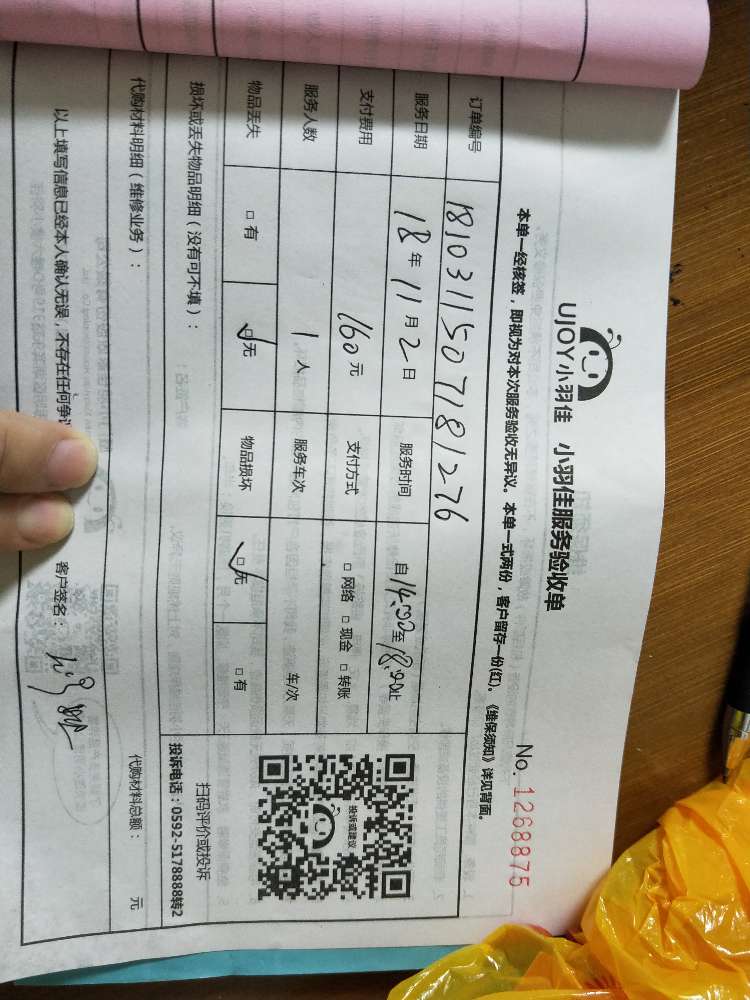 UJOY小羽佳 小羽佳服务验收单
No. 1268875
本单一经核签，即视为对本次服务验收无异议。本单一式两份，客户留存一份(红)。《维保须知》详见背面。
订单编号 1810311507181276
服务日期 18年11月2日 服务时间 自14:00至18:00止
支付费用 160元 支付方式 □网络 □现金 □转账
服务人数 1人 服务车次 车/次
物品丢失 □有 □无 物品损坏 □无 □有
投诉或建议
扫码评价或投诉
投诉电话：0592-5178888转2
损坏或丢失物品明细（没有可不填）：
代购材料明细（维修业务）： 代购材料总额： 元
以上填写信息已经本人确认无误，不存在任何争 客户签名：